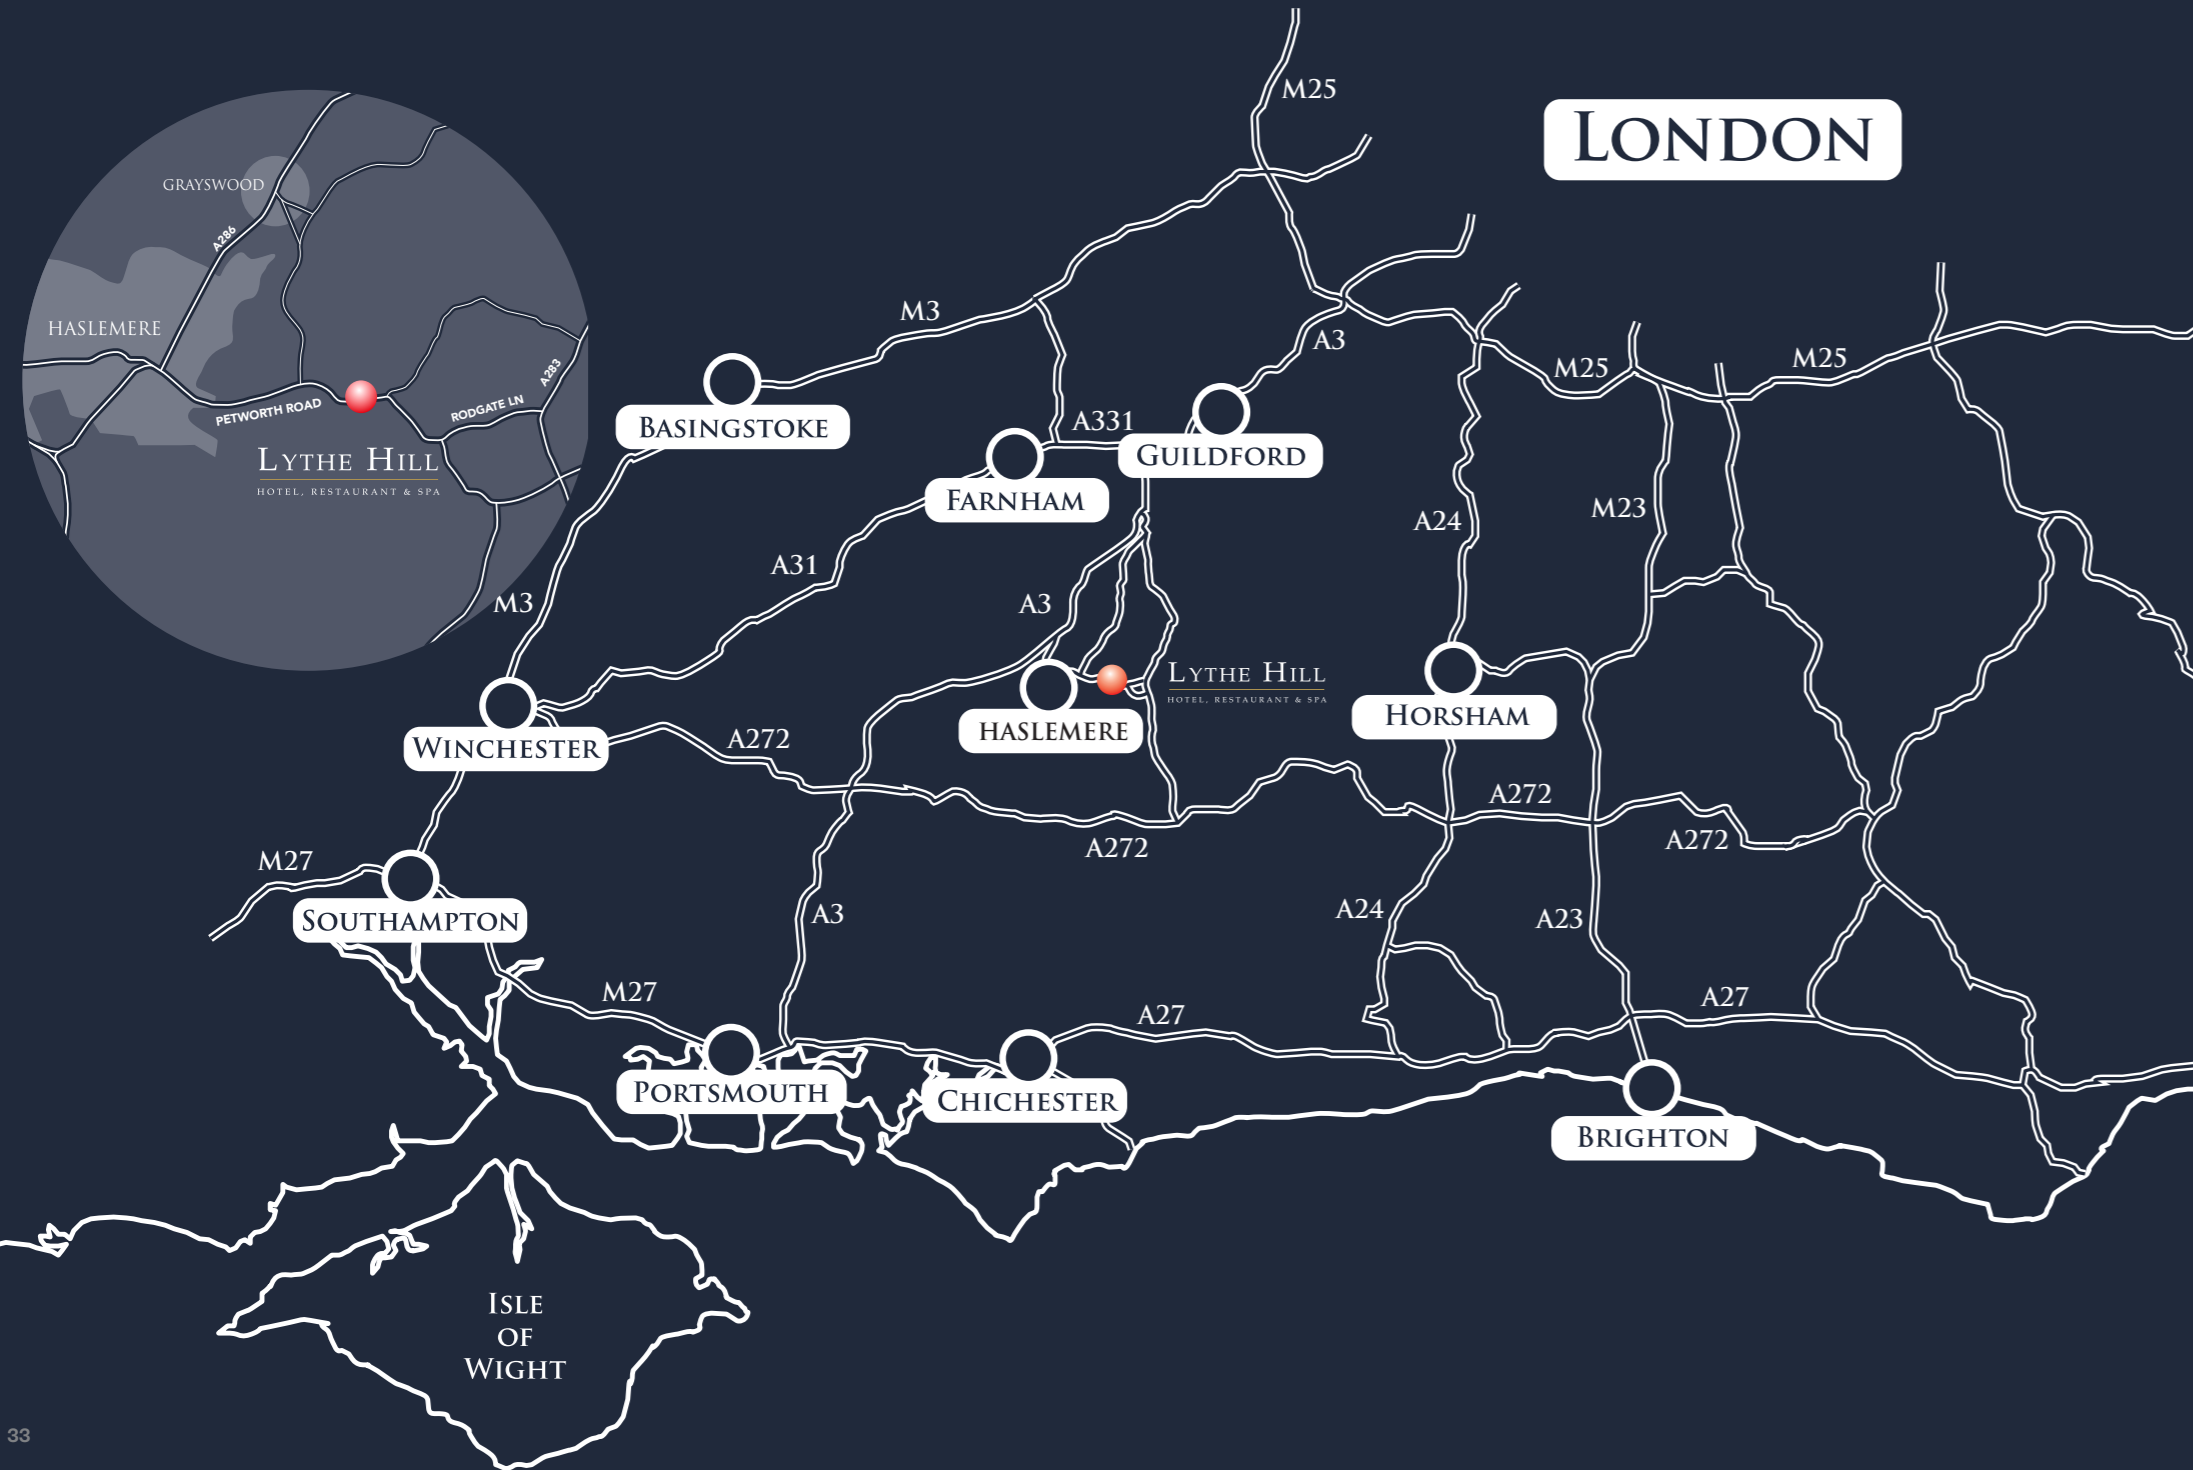 M25
LONDON
GRAYSWOOD
A286
HASLEMERE
A283
RODGATE LN
PETWORTH ROAD
LYTHE HILL
HOTEL, RESTAURANT & SPA
M3
A3
M25
M25
BASINGSTOKE
A331
GUILDFORD
FARNHAM
A24
M23
A31
M3
A3
LYTHE HILL
HOTEL, RESTAURANT & SPA
HORSHAM
HASLEMERE
WINCHESTER
A272
A272
A272
A272
M27
SOUTHAMPTON
A3
A24
A23
M27
A27
A27
PORTSMOUTH
CHICHESTER
BRIGHTON
ISLE
OF
WIGHT
33